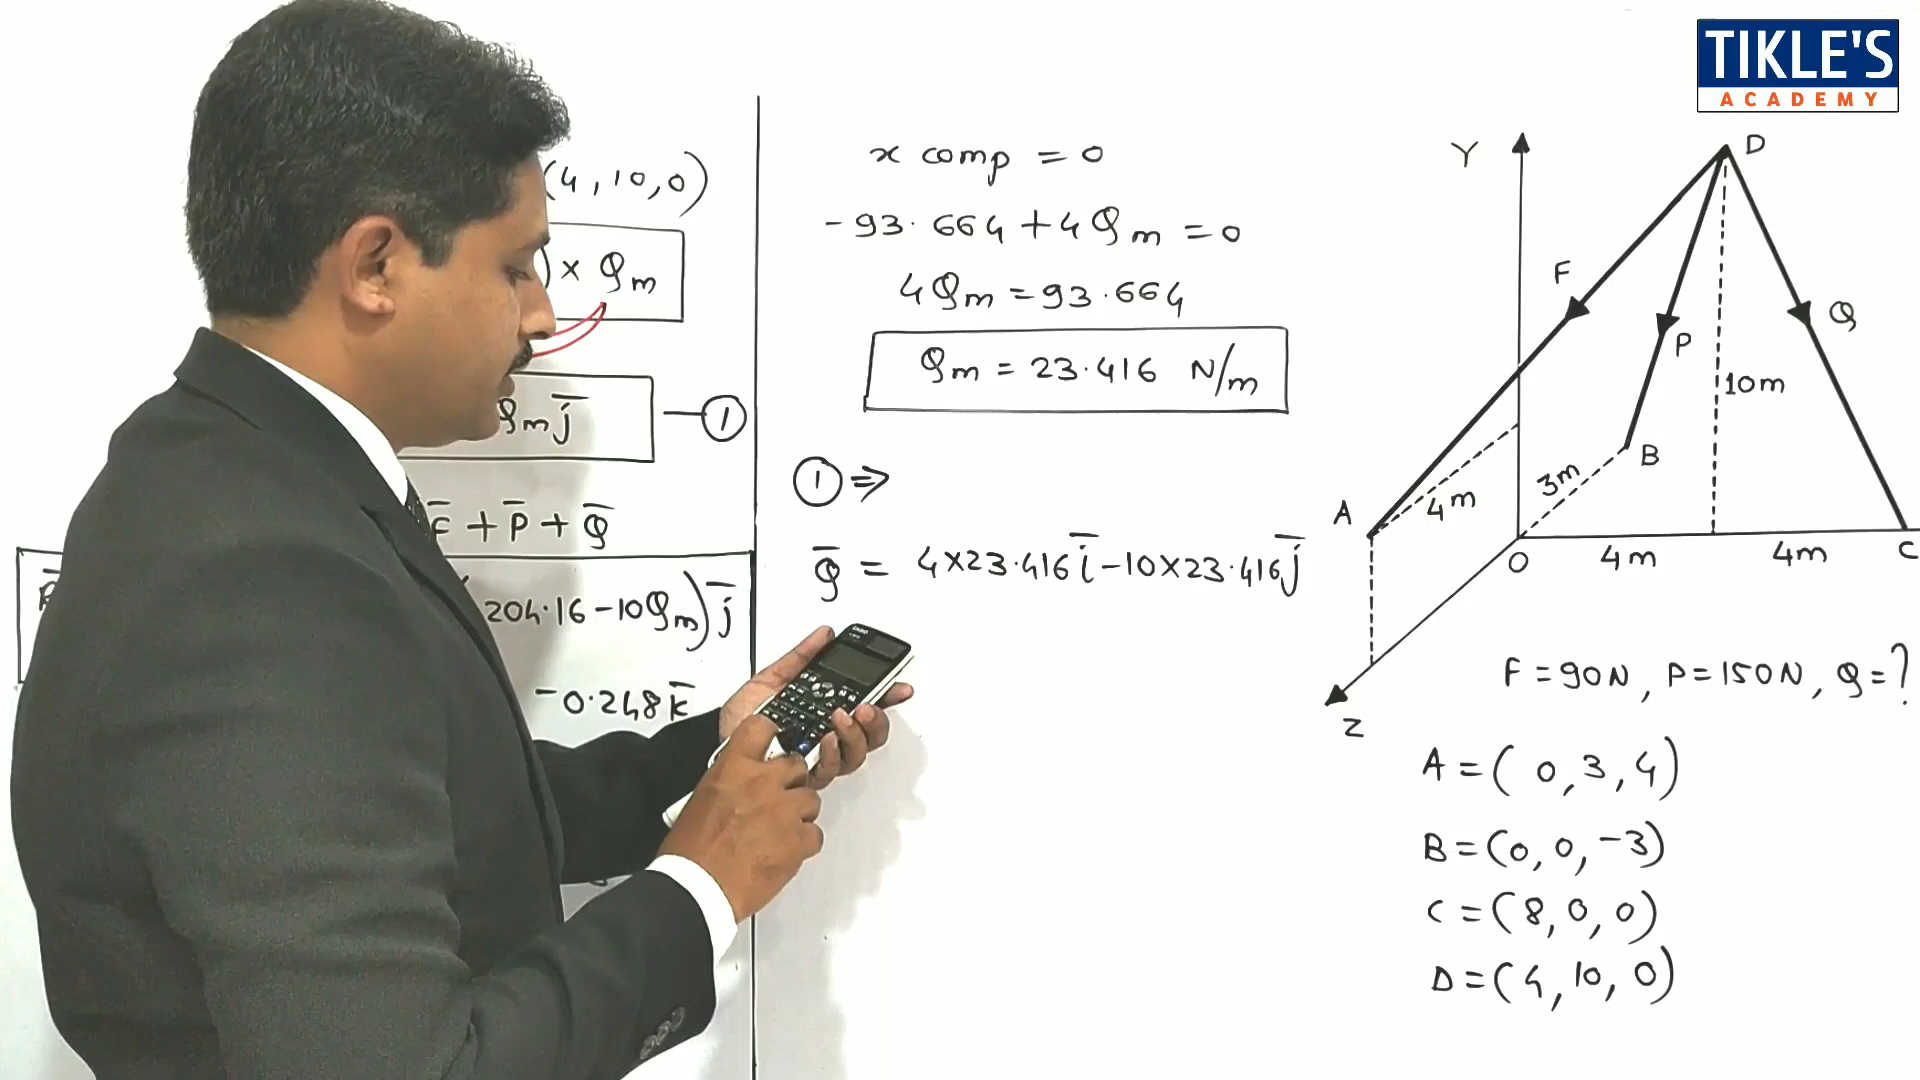 TIKLE'S
ACADEMY
(4, 10, 0)
) × Qm
Qm j̅ — ①
F̅ + P̅ + Q̅
204.16 - 10Qm) j̅
-0.248 k̅
x comp = 0
-93.664 + 4Qm = 0
4Qm = 93.664
Qm = 23.416 N/m
① ⇒
Q̅ = 4×23.416 i̅ - 10×23.416 j̅
Y
D
F
Q
P
10m
B
A
4m
3m
O
4m
4m
C
Z
F = 90N, P = 150N, Q = ?
A = (0, 3, 4)
B = (0, 0, -3)
C = (8, 0, 0)
D = (4, 10, 0)